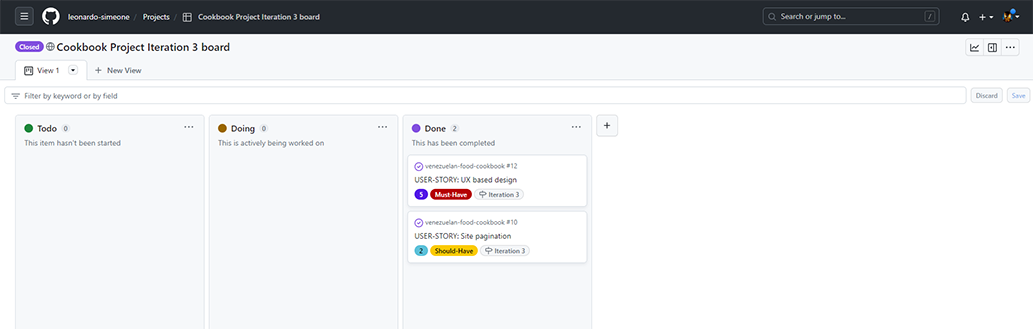 leonardo-simeone / Projects / Cookbook Project Iteration 3 board
Search or jump to... /
Closed Cookbook Project Iteration 3 board
View 1
+ New View
Filter by keyword or by field
Discard
Save
Todo 0
This item hasn't been started
Doing 0
This is actively being worked on
Done 2
This has been completed
venezuelan-food-cookbook #12
USER-STORY: UX based design
5 Must-Have Iteration 3
venezuelan-food-cookbook #10
USER-STORY: Site pagination
2 Should-Have Iteration 3